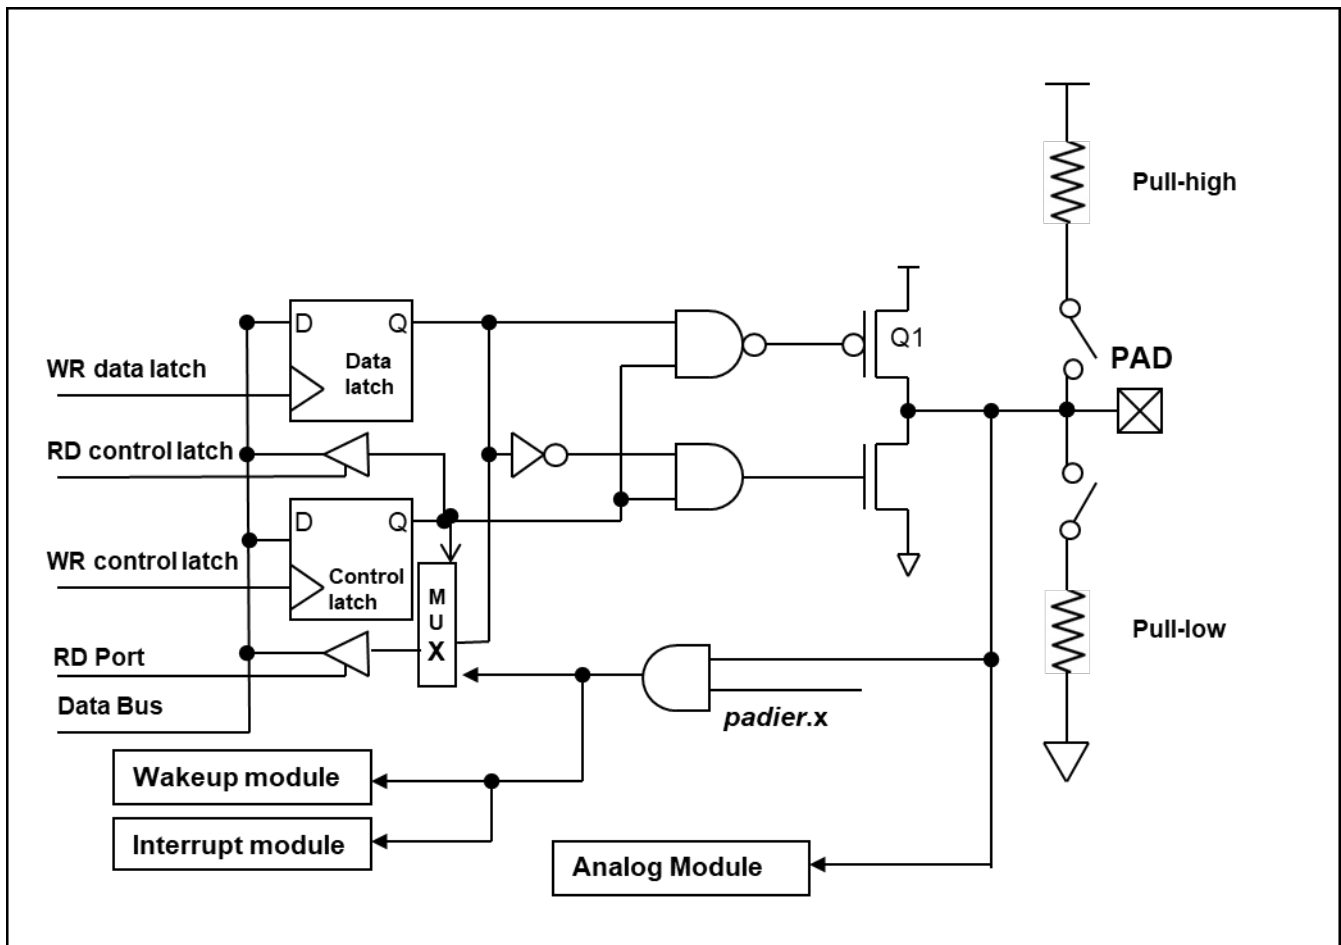 Pull-high
D
Q
Q1
Data
latch
PAD
WR data latch
RD control latch
D
Q
WR control latch
Control
latch
M
U
X
Pull-low
RD Port
Data Bus
padier.x
Wakeup module
Interrupt module
Analog Module